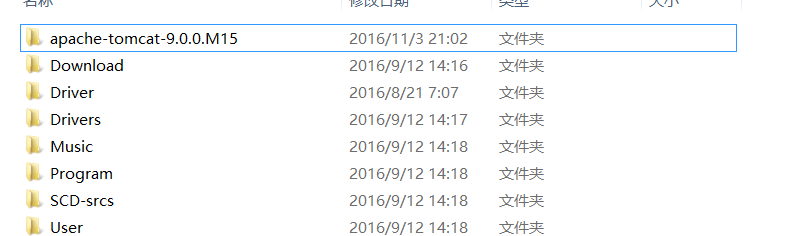 名称 修改日期 类型 大小
apache-tomcat-9.0.0.M15 2016/11/3 21:02 文件夹
Download 2016/9/12 14:16 文件夹
Driver 2016/8/21 7:07 文件夹
Drivers 2016/9/12 14:17 文件夹
Music 2016/9/12 14:18 文件夹
Program 2016/9/12 14:18 文件夹
SCD-srcs 2016/9/12 14:18 文件夹
User 2016/9/12 14:18 文件夹